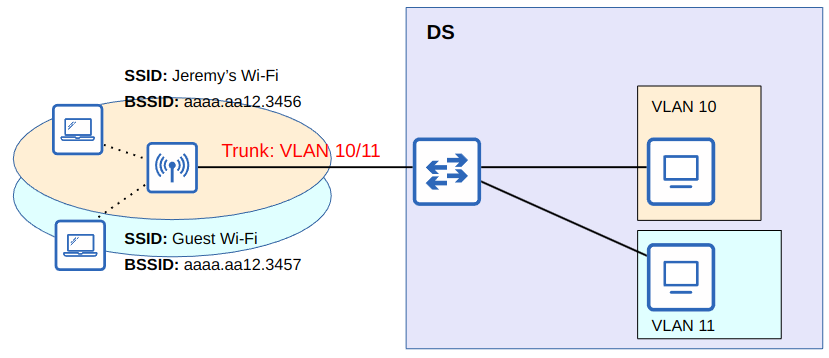 DS
SSID: Jeremy’s Wi-Fi
BSSID: aaaa.aa12.3456
VLAN 10
Trunk: VLAN 10/11
SSID: Guest Wi-Fi
BSSID: aaaa.aa12.3457
VLAN 11